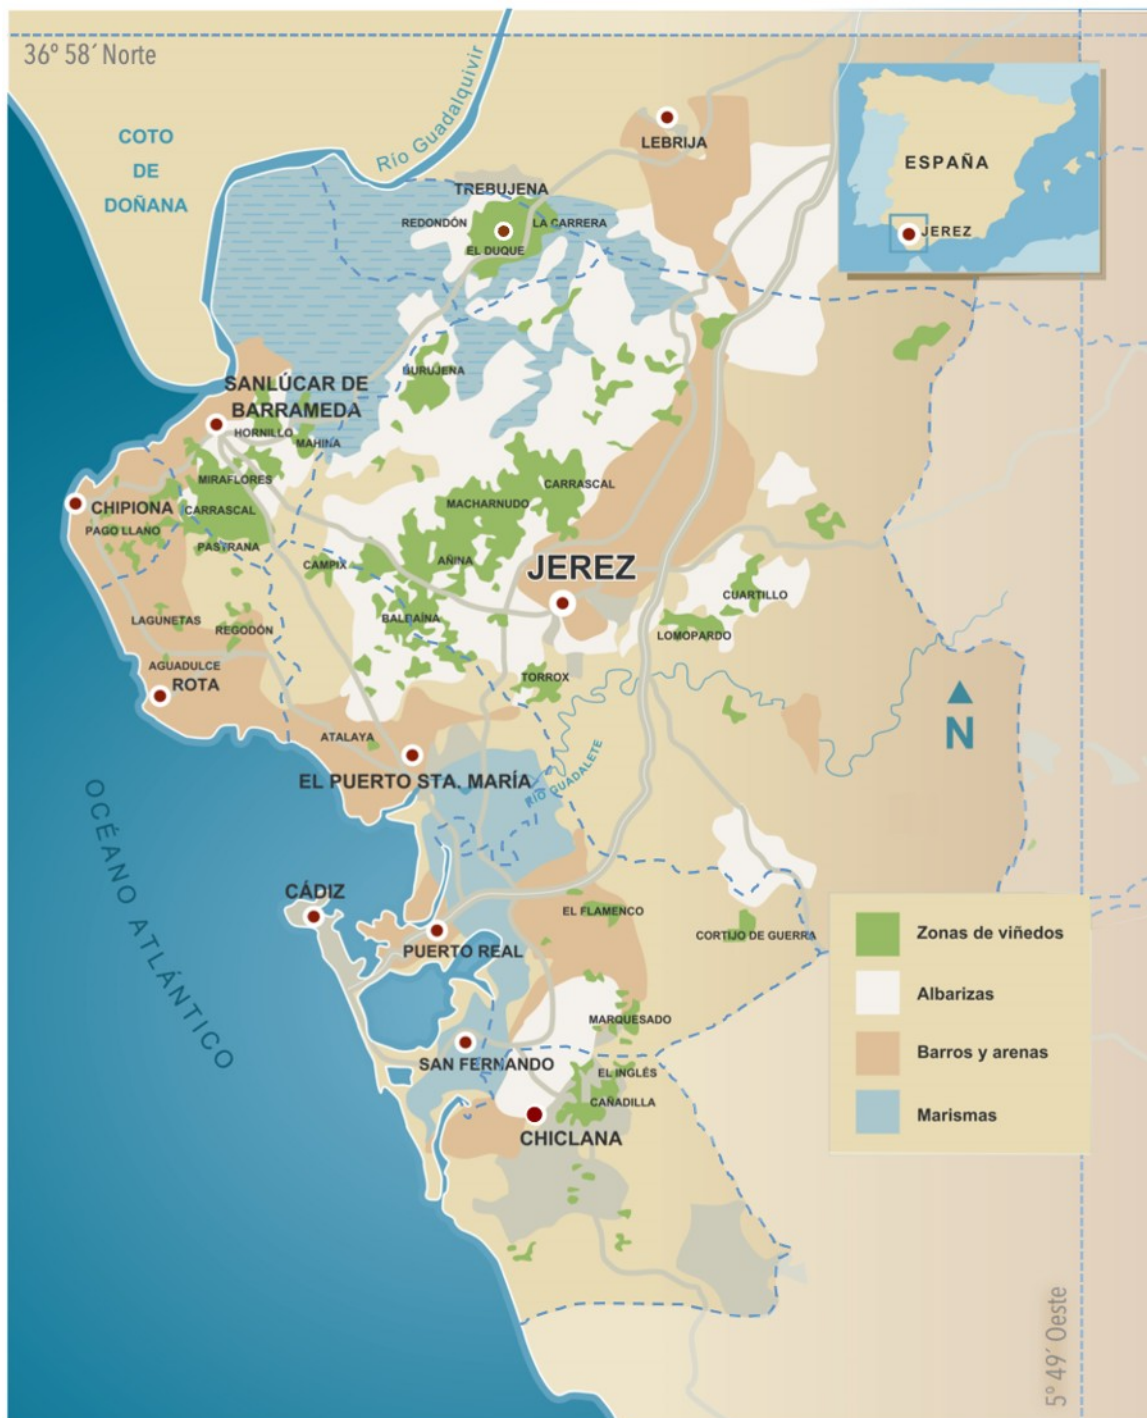 36º 58´ Norte
COTO
DE
DOÑANA
Río Guadalquivir
LEBRIJA
ESPAÑA
JEREZ
TREBUJENA
REDONDÓN
LA CARRERA
EL DUQUE
BURUJENA
SANLÚCAR DE
BARRAMEDA
HORNILLO
MAHINA
MIRAFLORES
CARRASCAL
MACHARNUDO
CHIPIONA
CARRASCAL
PAGO LLANO
PASTRANA
CAMPIX
AÑINA
JEREZ
CUARTILLO
LAGUNETAS
REGODÓN
BALBAÍNA
LOMOPARDO
AGUADULCE
ROTA
TORROX
N
ATALAYA
EL PUERTO STA. MARÍA
RÍO GUADALETE
OCÉANO ATLÁNTICO
CÁDIZ
EL FLAMENCO
CORTIJO DE GUERRA
PUERTO REAL
Zonas de viñedos
Albarizas
Barros y arenas
Marismas
MARQUESADO
SAN FERNANDO
EL INGLÉS
CAÑADILLA
CHICLANA
5º 49´ Oeste